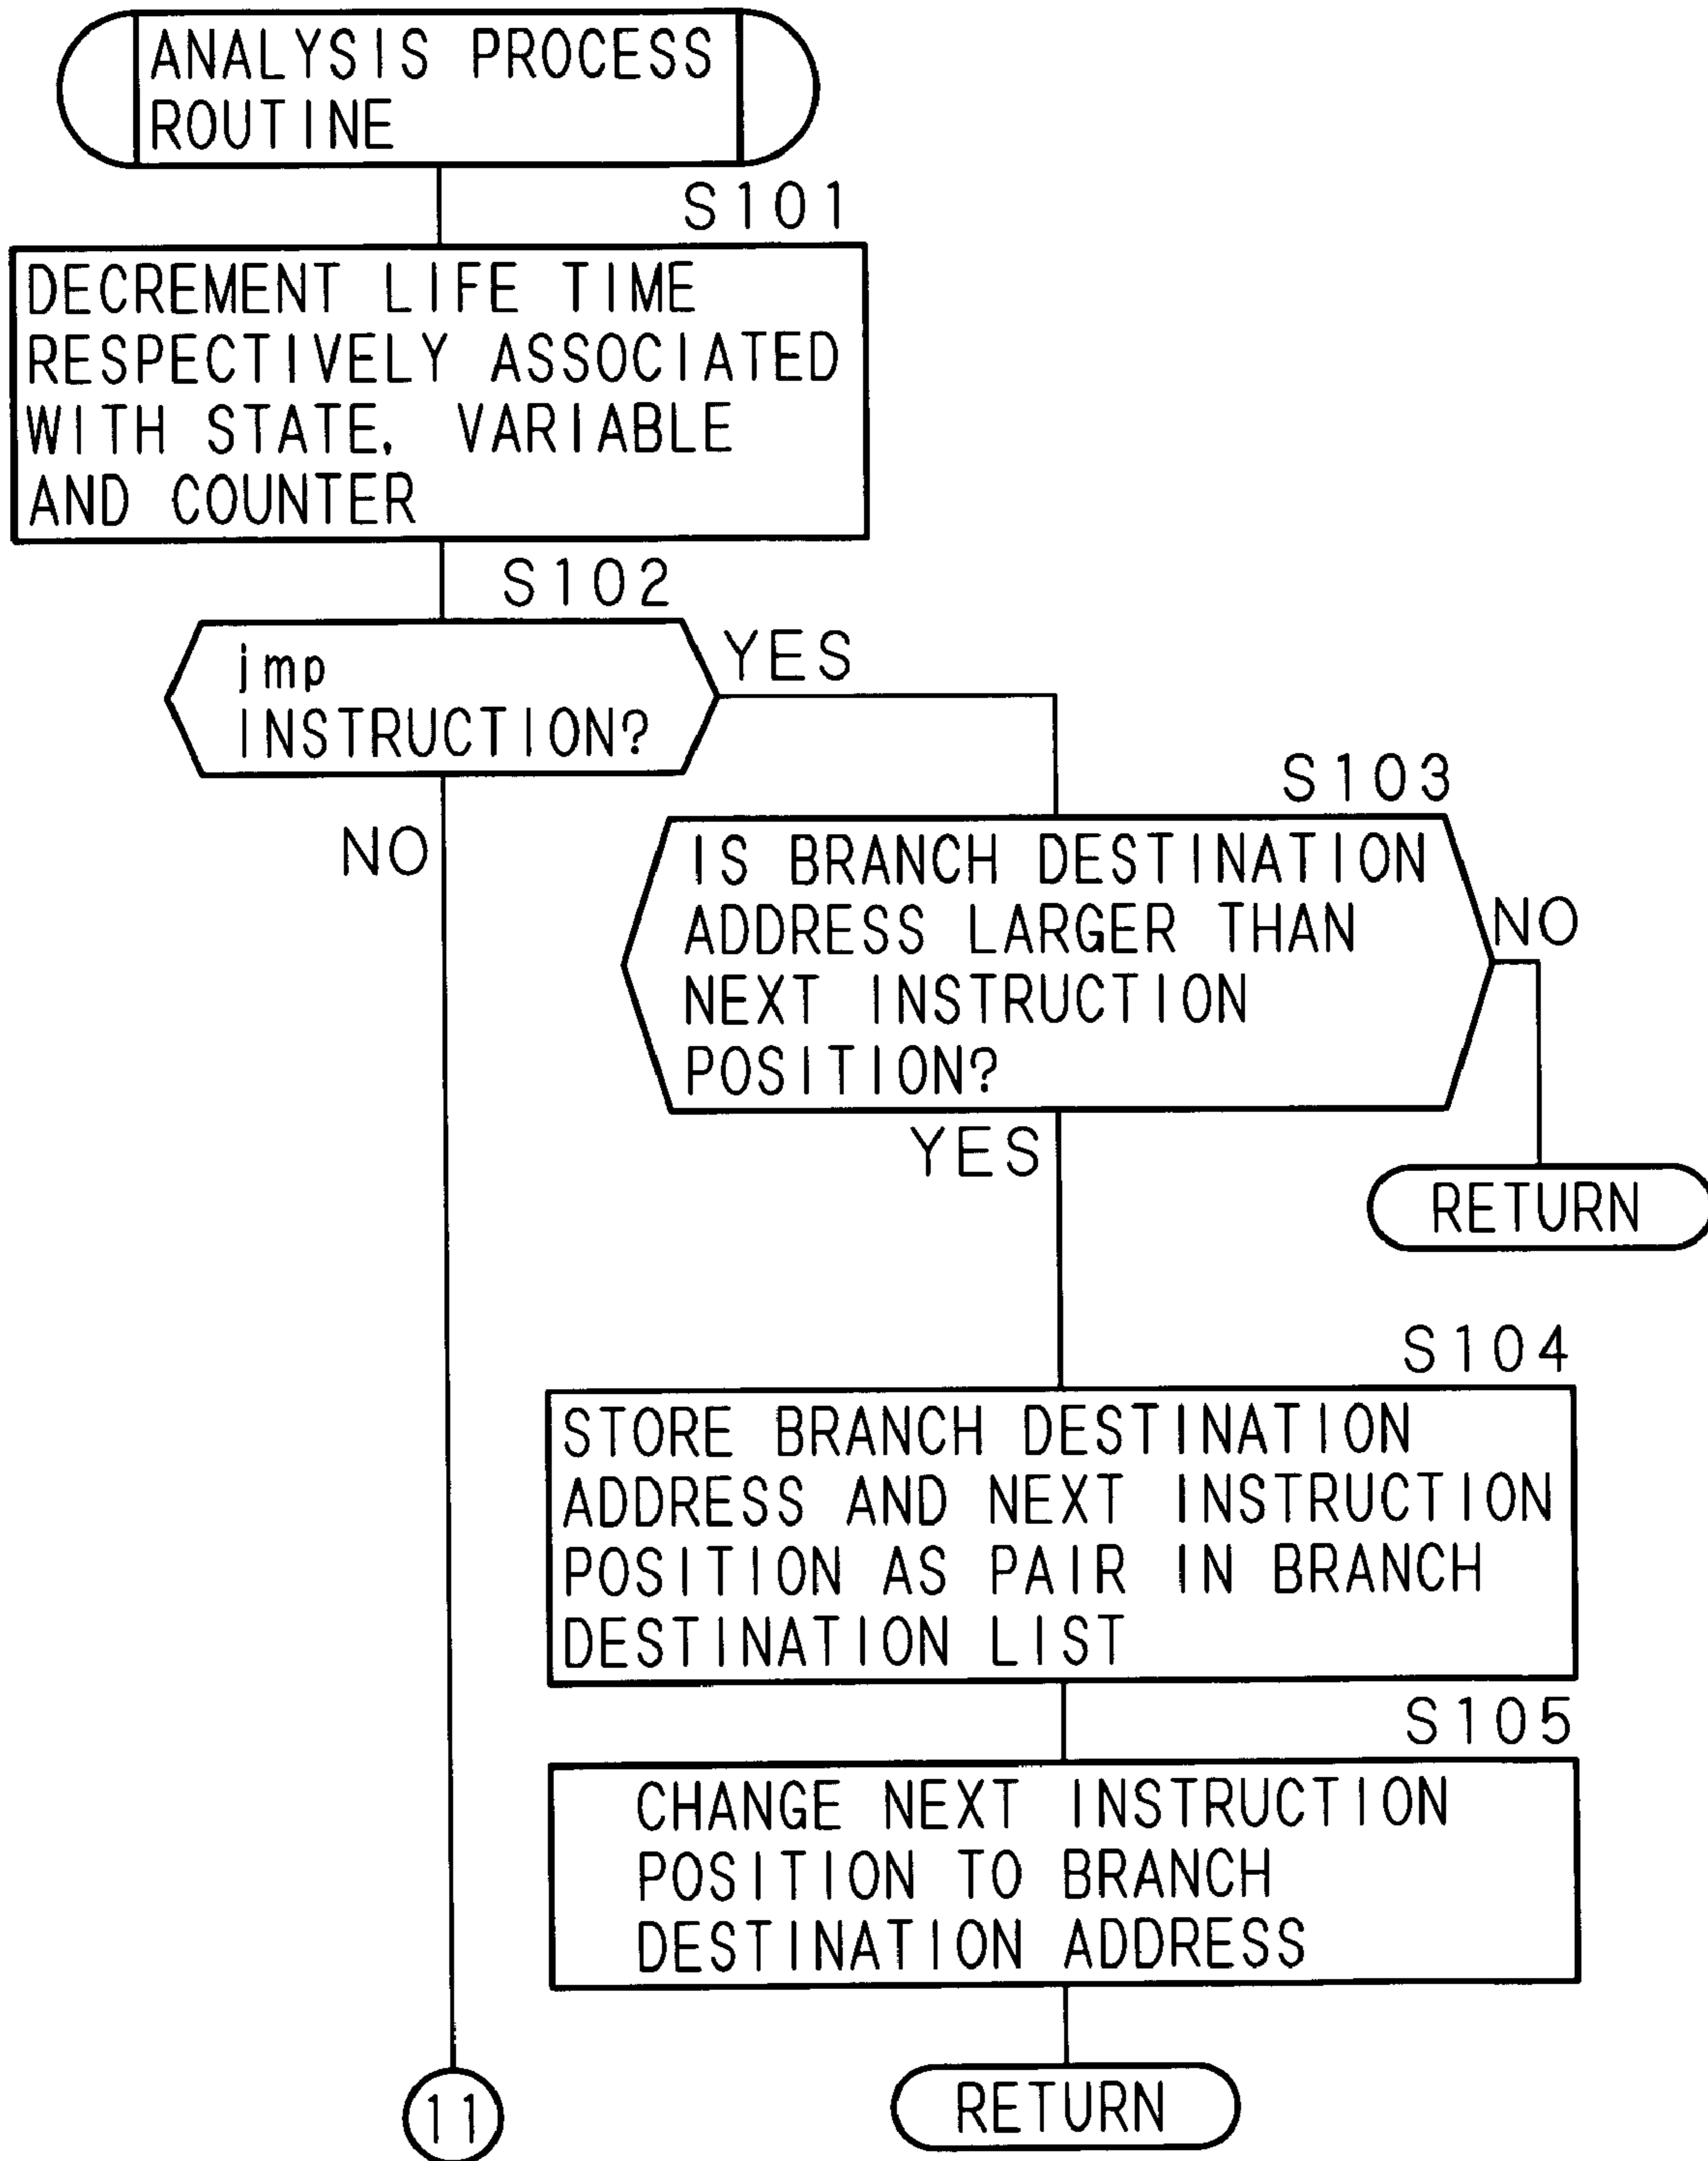 ANALYSIS PROCESS
ROUTINE
S101
DECREMENT LIFE TIME
RESPECTIVELY ASSOCIATED
WITH STATE, VARIABLE
AND COUNTER
S102
jmp
INSTRUCTION?
YES
NO
S103
IS BRANCH DESTINATION
ADDRESS LARGER THAN
NEXT INSTRUCTION
POSITION?
NO
YES
RETURN
S104
STORE BRANCH DESTINATION
ADDRESS AND NEXT INSTRUCTION
POSITION AS PAIR IN BRANCH
DESTINATION LIST
S105
CHANGE NEXT INSTRUCTION
POSITION TO BRANCH
DESTINATION ADDRESS
11
RETURN